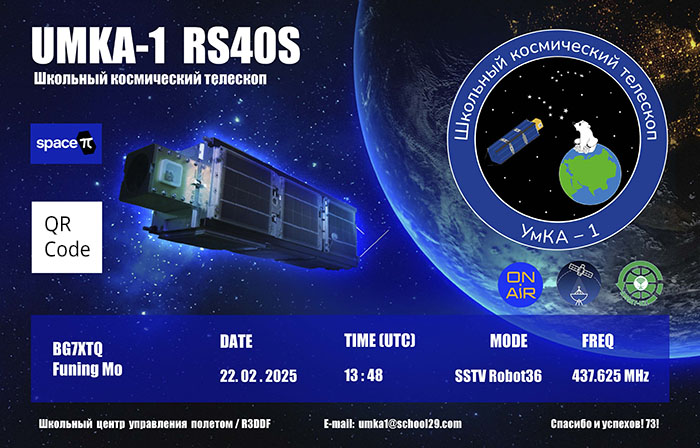 UMKA-1 RS40S
Школьный космический телескоп
space π
QR
Code
Школьный космический телескоп
УмКА – 1
ON
AiR
BG7XTQ
Funing Mo
DATE
22. 02 . 2025
TIME (UTC)
13 : 48
MODE
SSTV Robot36
FREQ
437.625 MHz
Школьный центр управления полетом / R3DDF
E-mail: umka1@school29.com
Спасибо и успехов! 73!